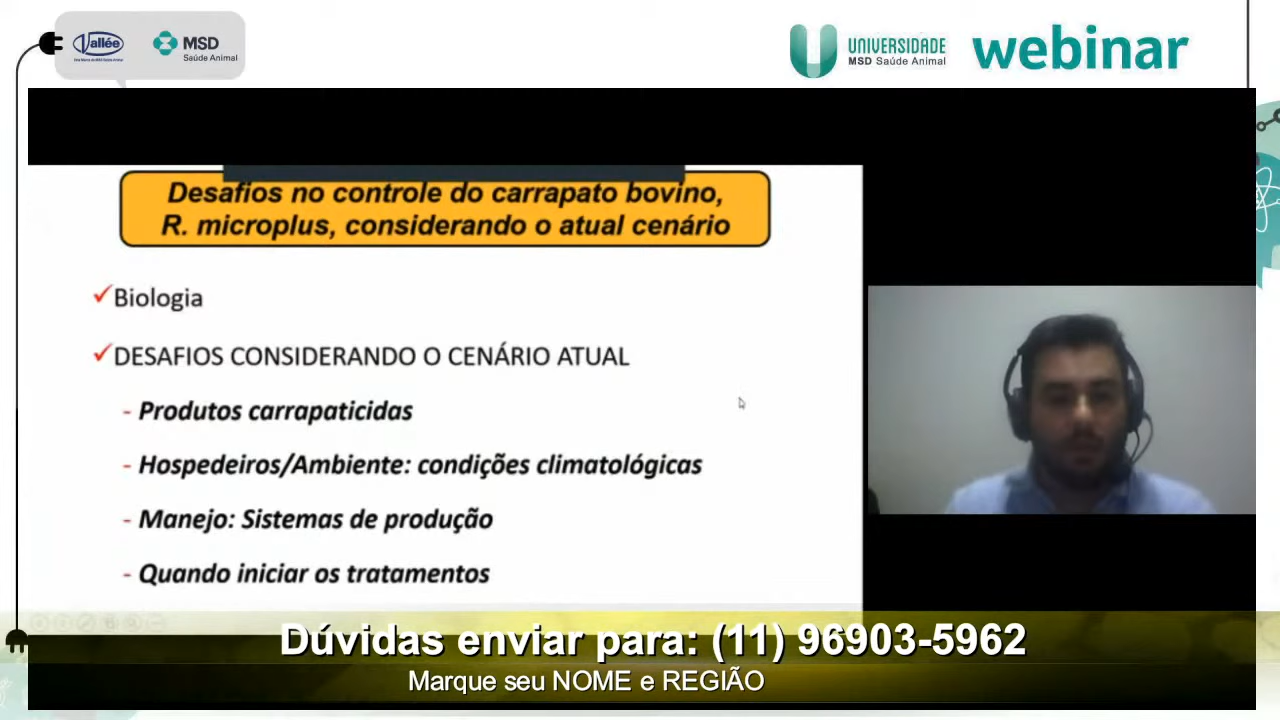 Vallée
MSD
Saúde Animal
UNIVERSIDADE
MSD Saúde Animal
webinar
Desafios no controle do carrapato bovino,
R. microplus, considerando o atual cenário
✓Biologia
✓DESAFIOS CONSIDERANDO O CENÁRIO ATUAL
- Produtos carrapaticidas
- Hospedeiros/Ambiente: condições climatológicas
- Manejo: Sistemas de produção
- Quando iniciar os tratamentos
Dúvidas enviar para: (11) 96903-5962
Marque seu NOME e REGIÃO